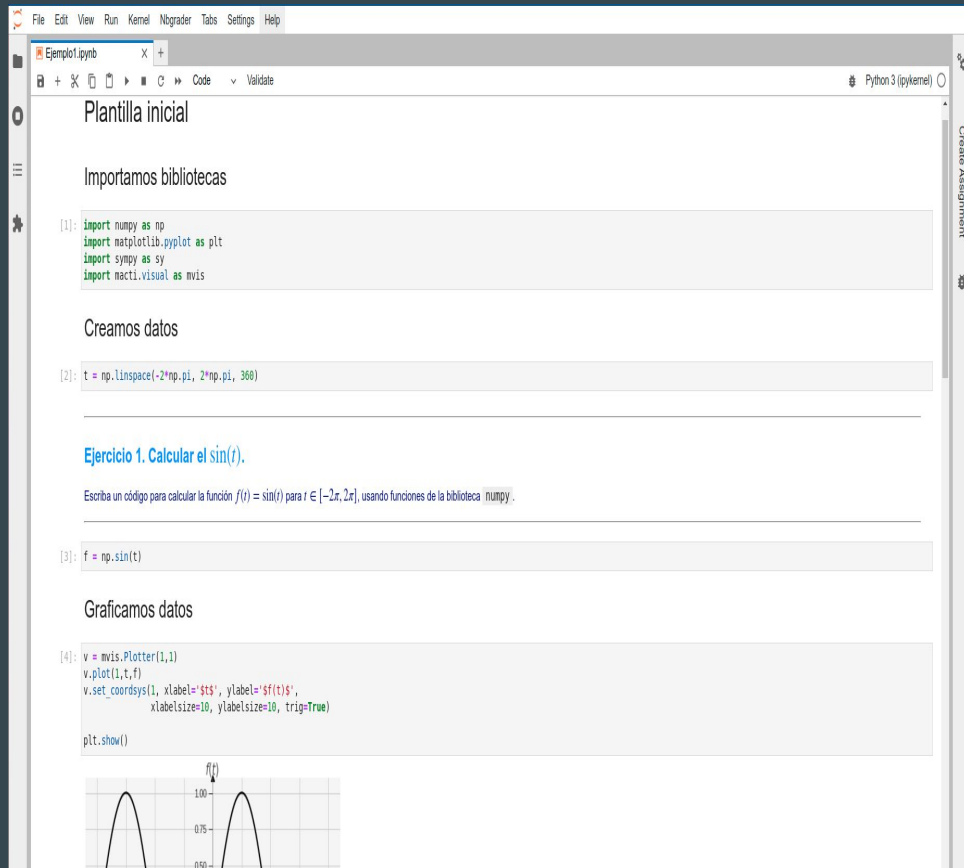 File Edit View Run Kernel Nbgrader Tabs Settings Help
Ejemplo1.ipynb
Code Validate Python 3 (ipykernel)
Plantilla inicial
Importamos bibliotecas
[1]: import numpy as np
import matplotlib.pyplot as plt
import sympy as sy
import macti.visual as mvis
Creamos datos
[2]: t = np.linspace(-2*np.pi, 2*np.pi, 360)
Ejercicio 1. Calcular el sin(t).
Escriba un código para calcular la función f(t) = sin(t) para t ∈ [−2π, 2π], usando funciones de la biblioteca numpy .
[3]: f = np.sin(t)
Graficamos datos
[4]: v = mvis.Plotter(1,1)
v.plot(1,t,f)
v.set_coordsys(1, xlabel='$t$', ylabel='$f(t)$',
xlabelsize=10, ylabelsize=10, trig=True)
plt.show()
f(t)
1.00
0.75
0.50
Create Assignment